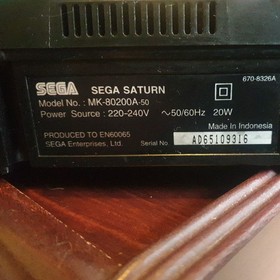 670-8326A
SEGA SEGA SATURN
Model No. : MK-80200A-50
Power Source : 220-240V ～50/60Hz 20W
Made In Indonesia
PRODUCED TO EN60065
SEGA Enterprises, Ltd. Serial No. AD65109316